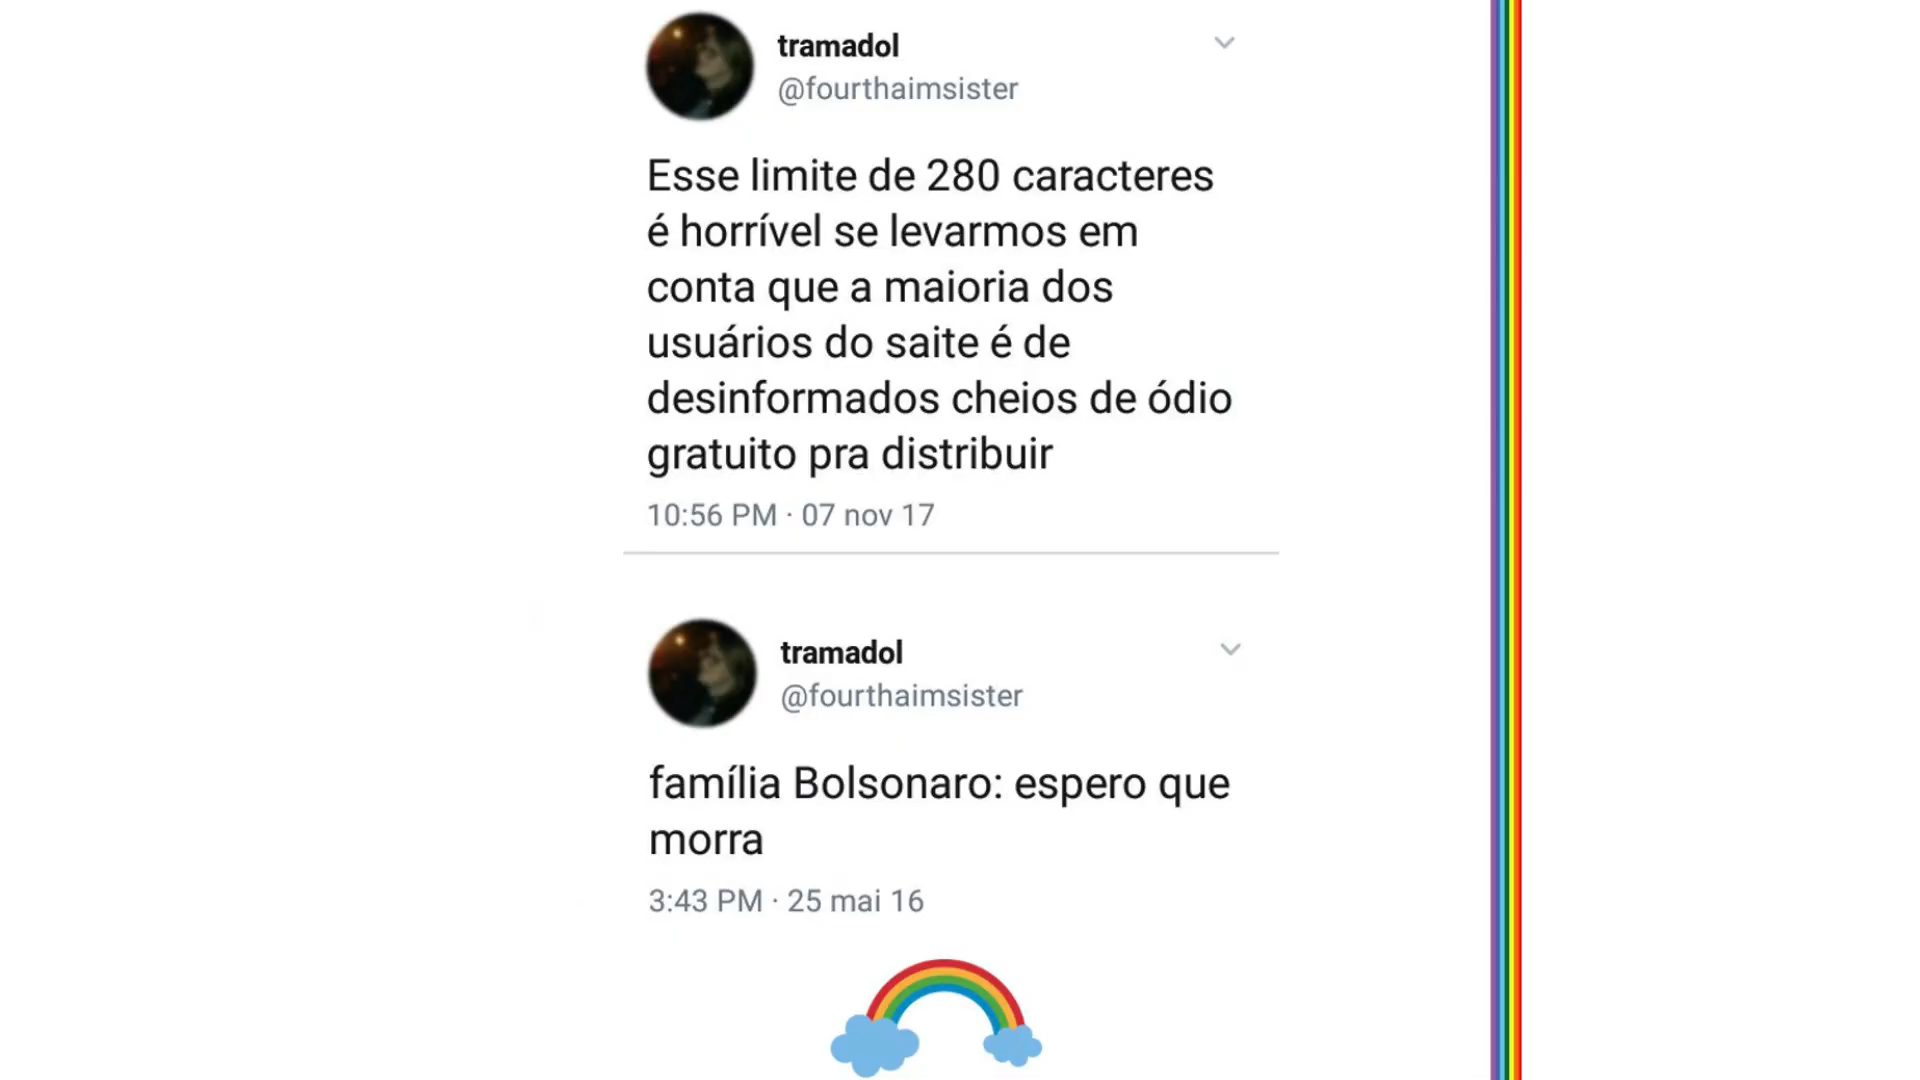 tramadol
@fourthaimsister
Esse limite de 280 caracteres
é horrível se levarmos em
conta que a maioria dos
usuários do saite é de
desinformados cheios de ódio
gratuito pra distribuir
10:56 PM · 07 nov 17
tramadol
@fourthaimsister
família Bolsonaro: espero que
morra
3:43 PM · 25 mai 16